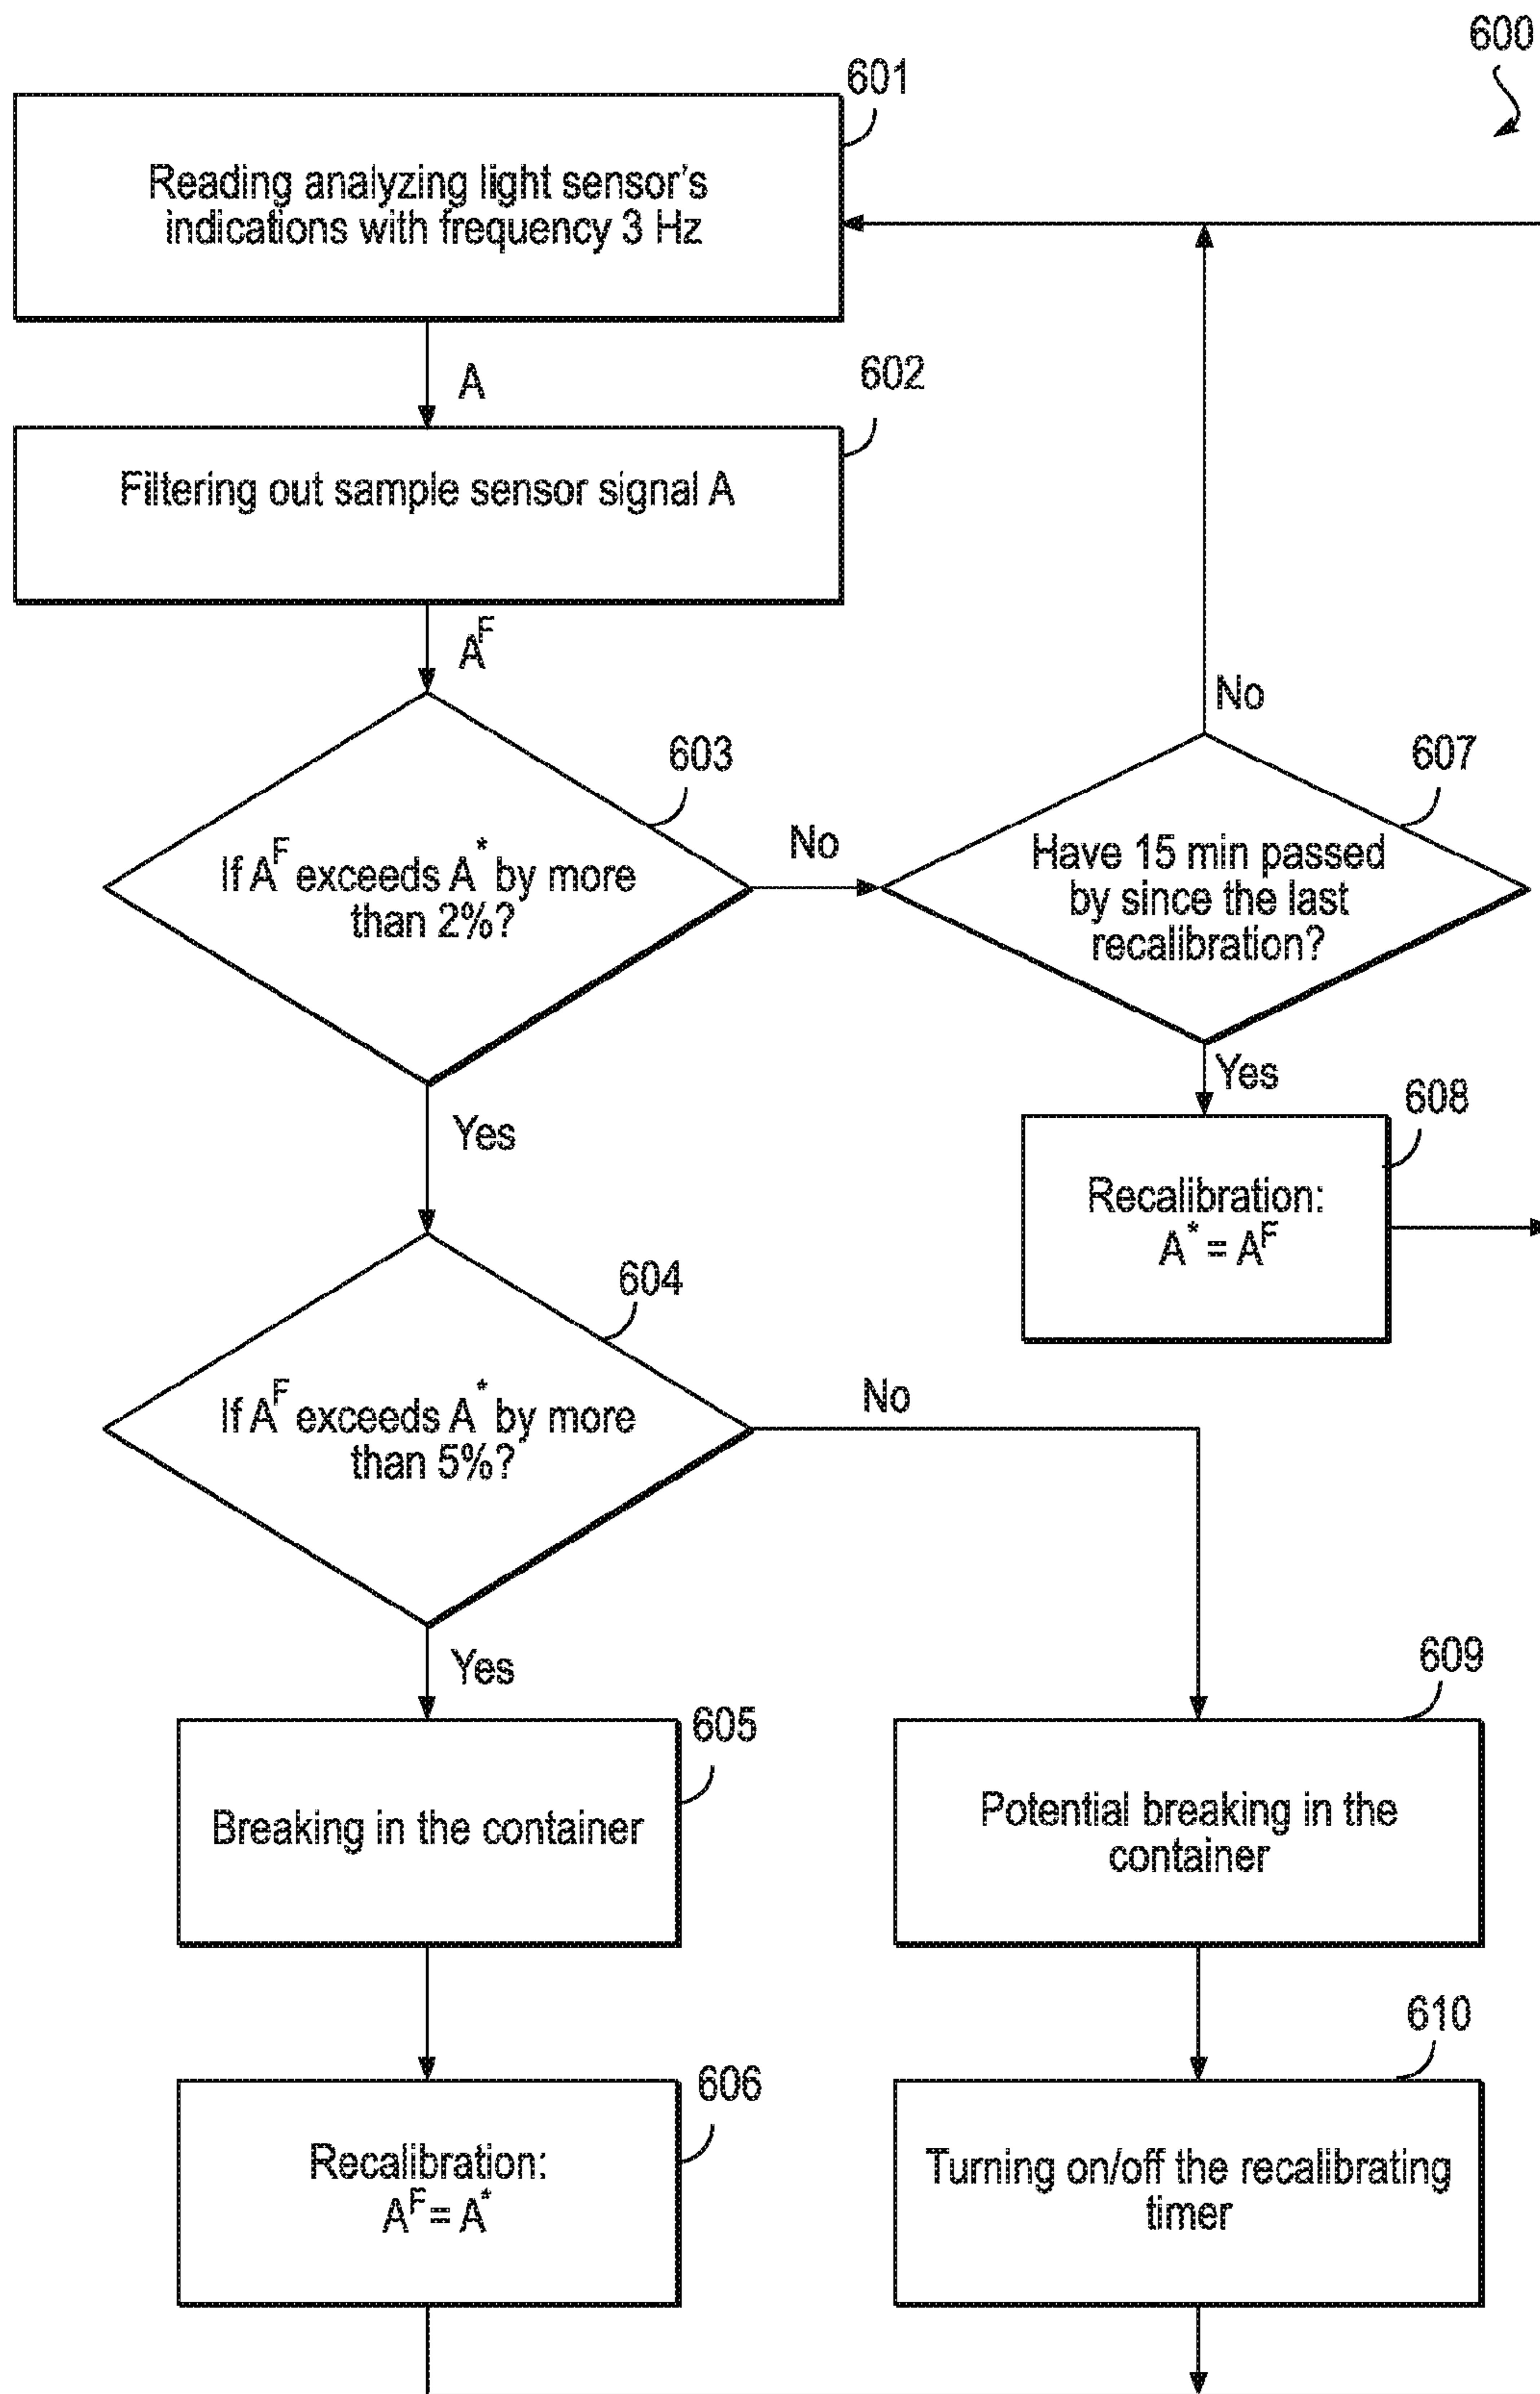 600
601
Reading analyzing light sensor's
indications with frequency 3 Hz
A
602
Filtering out sample sensor signal A
A^F
603
If A^F exceeds A^* by more
than 2%?
No
607
Have 15 min passed
by since the last
recalibration?
No
Yes
608
Recalibration:
A^* = A^F
Yes
604
If A^F exceeds A^* by more
than 5%?
No
Yes
605
Breaking in the container
609
Potential breaking in the
container
606
Recalibration:
A^F = A^*
610
Turning on/off the recalibrating
timer